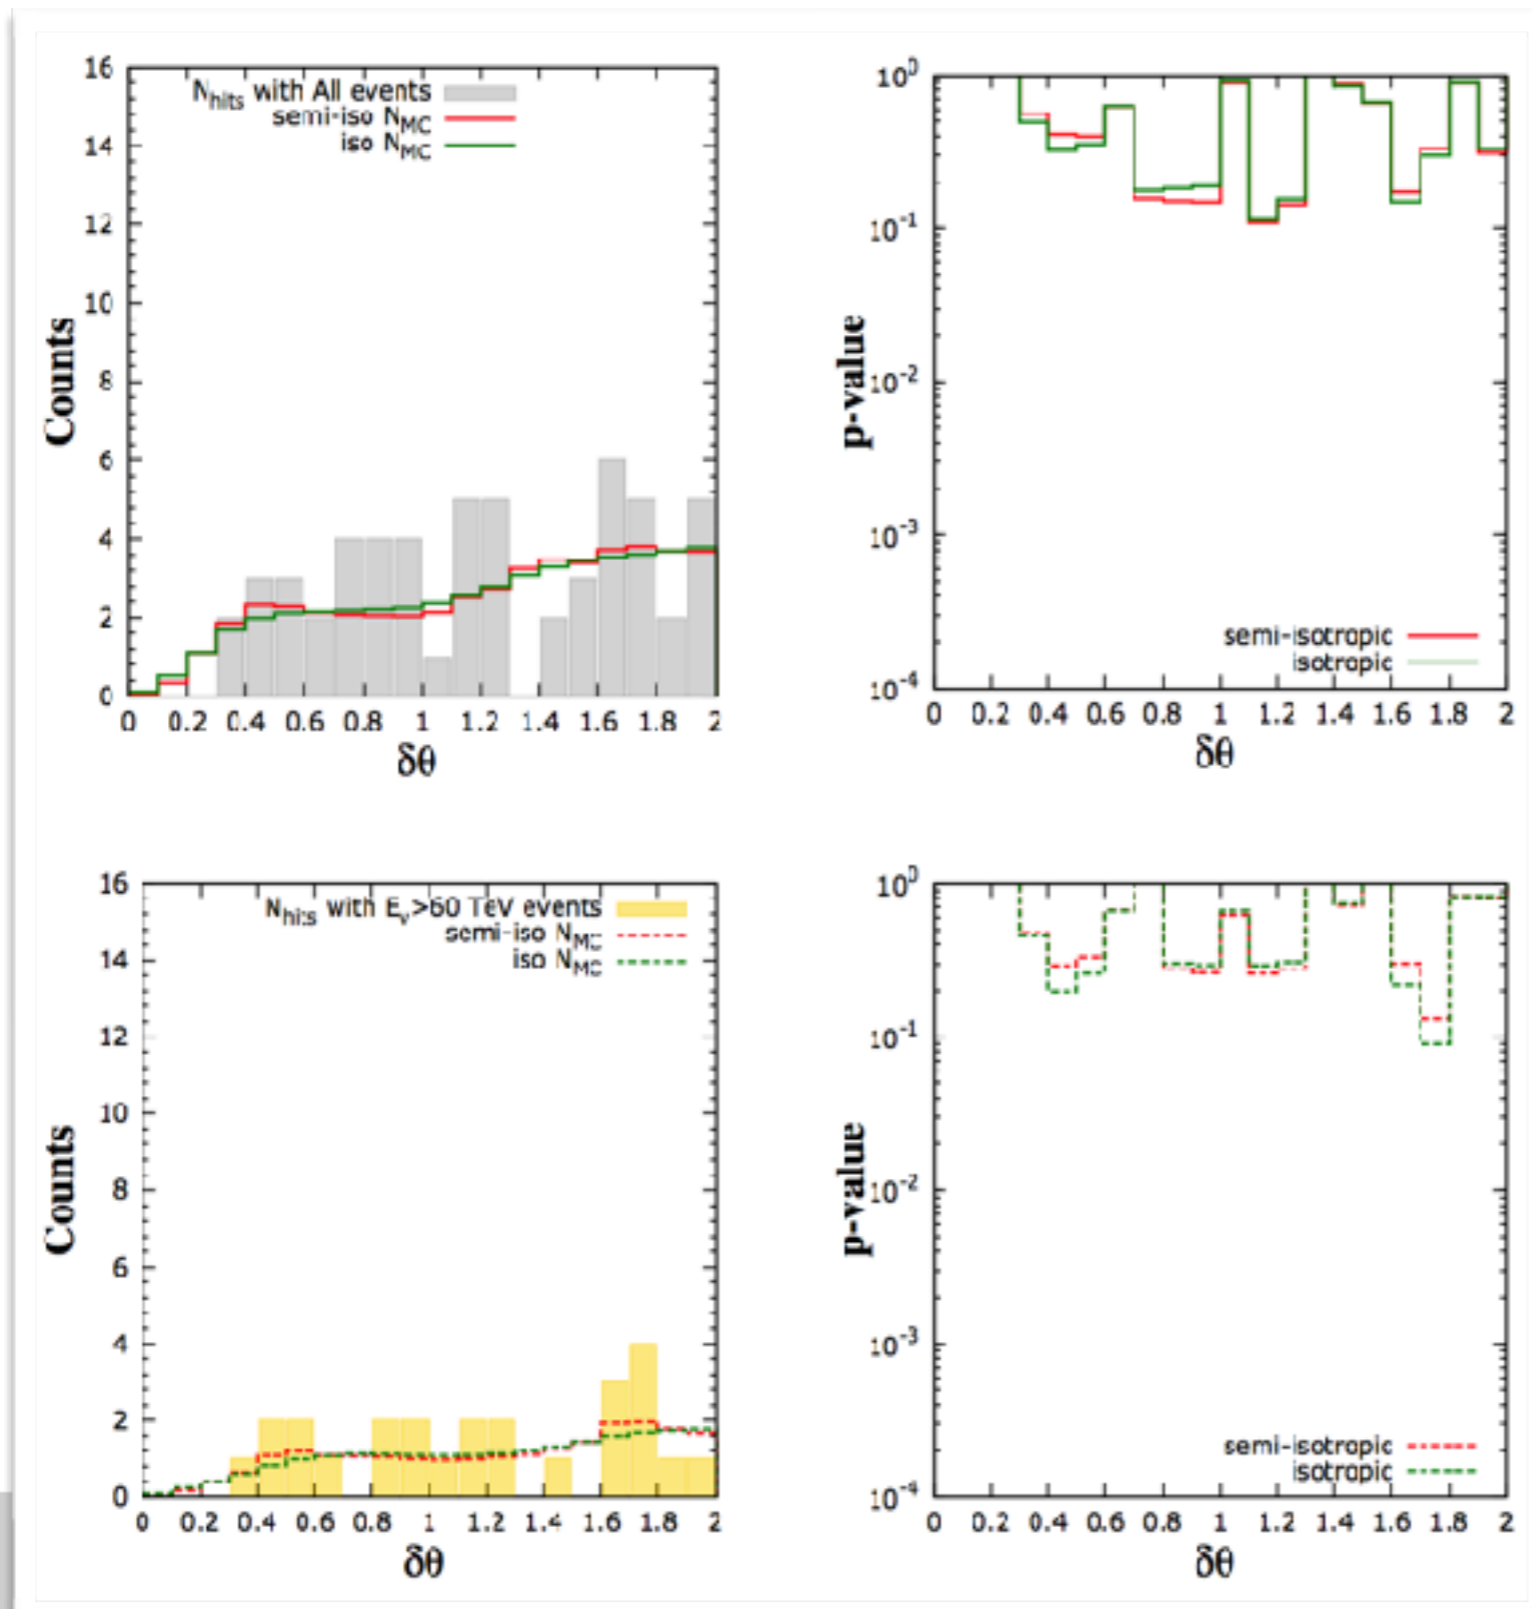 16
14
12
10
8
6
4
2
0
Counts
N_hits with All events
semi-iso N_MC
iso N_MC
0 0.2 0.4 0.6 0.8 1 1.2 1.4 1.6 1.8 2
δθ
10^0
10^-1
10^-2
10^-3
10^-4
p-value
semi-isotropic
isotropic
0 0.2 0.4 0.6 0.8 1 1.2 1.4 1.6 1.8 2
δθ
16
14
12
10
8
6
4
2
0
Counts
N_hits with E_ν>60 TeV events
semi-iso N_MC
iso N_MC
0 0.2 0.4 0.6 0.8 1 1.2 1.4 1.6 1.8 2
δθ
10^0
10^-1
10^-2
10^-3
10^-4
p-value
semi-isotropic
isotropic
0 0.2 0.4 0.6 0.8 1 1.2 1.4 1.6 1.8 2
δθ